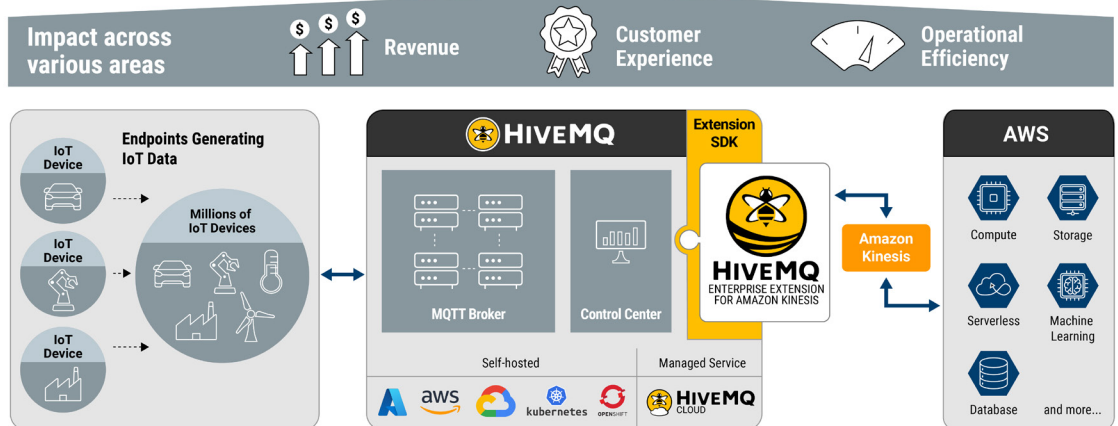 Impact across
various areas
$ $ $
Revenue
Customer
Experience
Operational
Efficiency
Endpoints Generating
IoT Data
IoT
Device
IoT
Device
IoT
Device
Millions of
IoT Devices
HIVEMQ
Extension
SDK
MQTT Broker
Control Center
HIVEMQ
ENTERPRISE EXTENSION
FOR AMAZON KINESIS
Self-hosted
Managed Service
aws
kubernetes
OPENSHIFT
HIVEMQ
CLOUD
Amazon
Kinesis
AWS
Compute
Storage
Serverless
Machine
Learning
Database
and more...